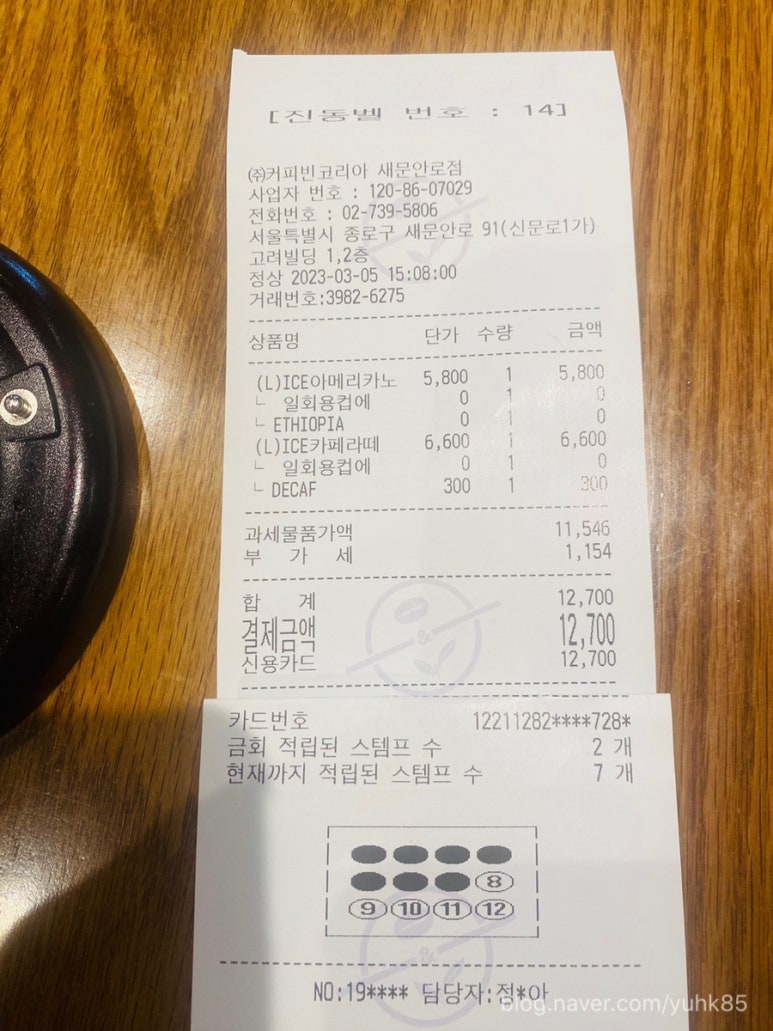 [진동벨 번호 : 14]
㈜커피빈코리아 새문안로점
사업자 번호 : 120-86-07029
전화번호 : 02-739-5806
서울특별시 종로구 새문안로 91(신문로1가)
고려빌딩 1,2층
정상 2023-03-05 15:08:00
거래번호:3982-6275
상품명 단가 수량 금액
(L)ICE아메리카노 5,800 1 5,800
└ 일회용컵에 0 1 0
└ ETHIOPIA 0 1 0
(L)ICE카페라떼 6,600 1 6,600
└ 일회용컵에 0 1 0
└ DECAF 300 1 300
과세물품가액 11,546
부 가 세 1,154
합 계 12,700
결제금액 12,700
신용카드 12,700
카드번호 12211282****728*
금회 적립된 스템프 수 2 개
현재까지 적립된 스템프 수 7 개
8
9 10 11 12
&
&
NO:19**** 담당자:정*아
blog.naver.com/yuhk85